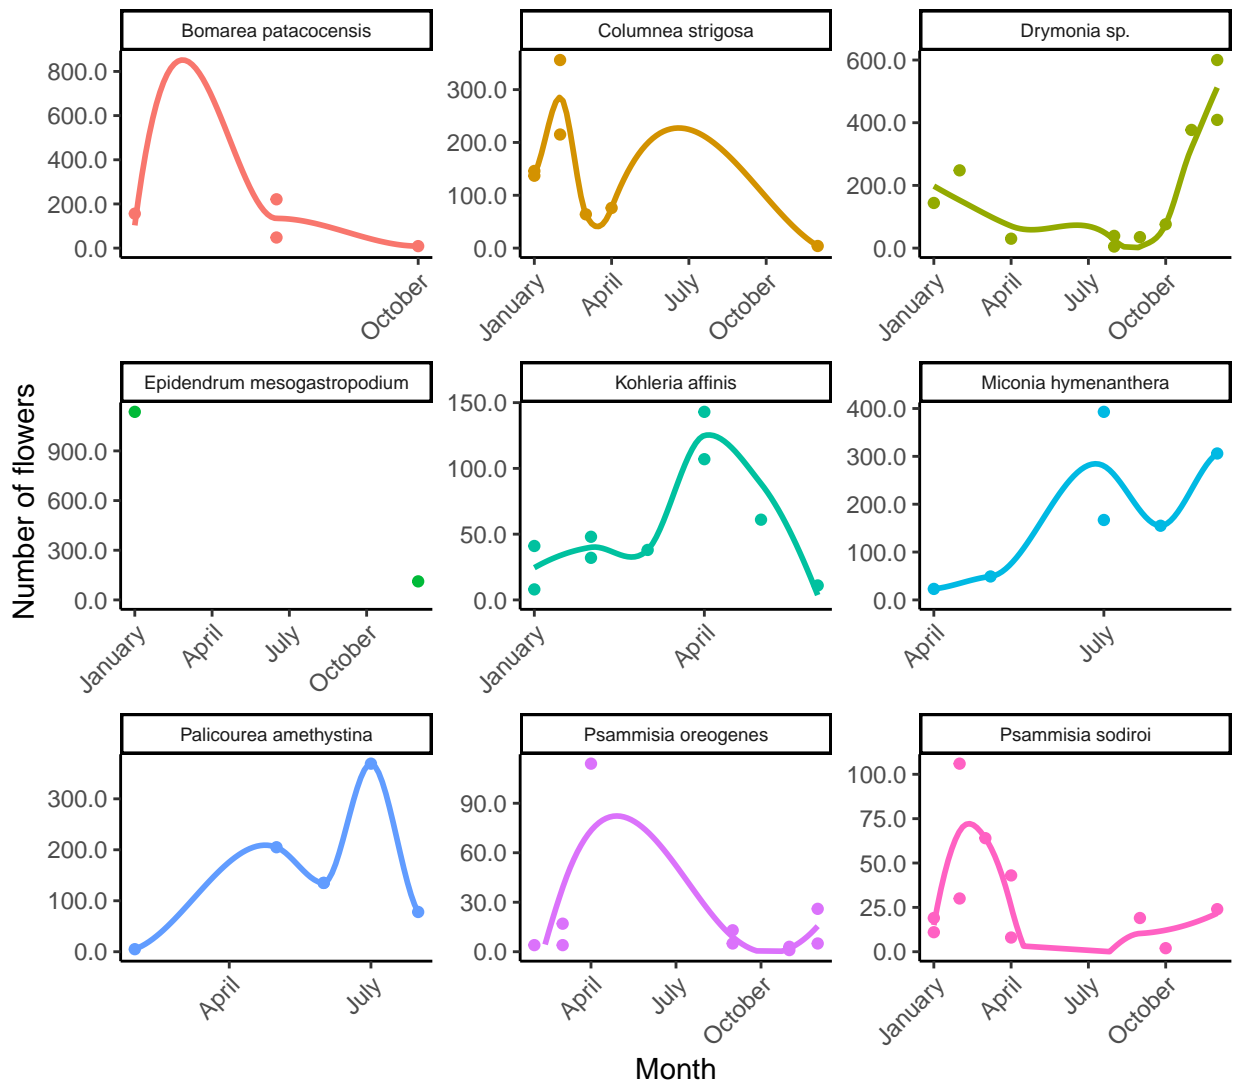 Bomarea patacocensis
Columnea strigosa
Drymonia sp.
800.0
600.0
400.0
200.0
0.0
October
300.0
200.0
100.0
0.0
January
April
July
October
600.0
400.0
200.0
0.0
January
April
July
October
Number of flowers
Epidendrum mesogastropodium
Kohleria affinis
Miconia hymenanthera
900.0
600.0
300.0
0.0
January
April
July
October
150.0
100.0
50.0
0.0
January
April
400.0
300.0
200.0
100.0
0.0
April
July
Palicourea amethystina
Psammisia oreogenes
Psammisia sodiroi
300.0
200.0
100.0
0.0
April
July
90.0
60.0
30.0
0.0
April
July
October
100.0
75.0
50.0
25.0
0.0
January
April
July
October
Month